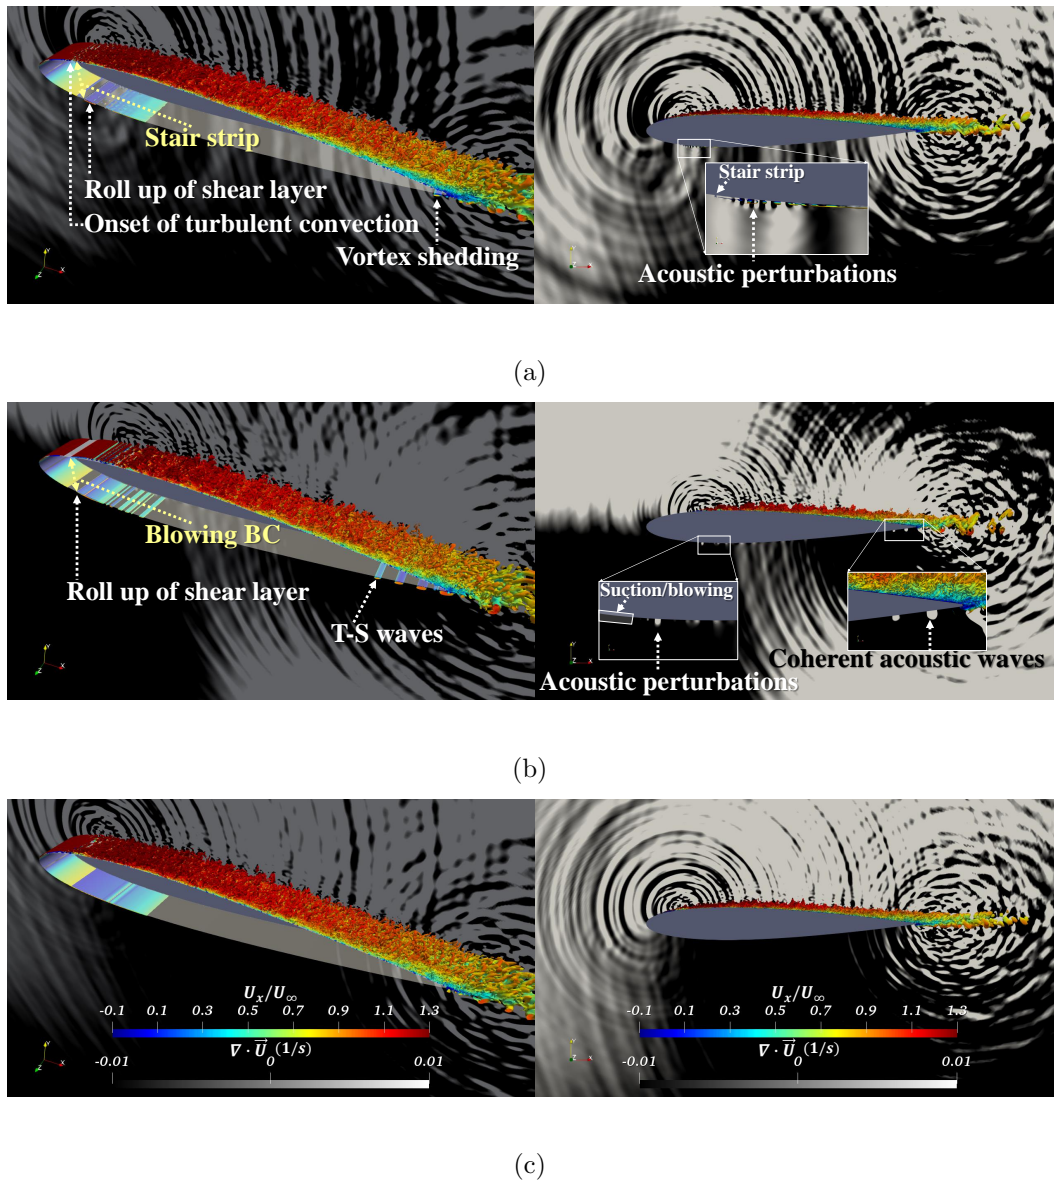 Stair strip
Roll up of shear layer
Onset of turbulent convection
Vortex shedding
Y
Z
X
Stair strip
Acoustic perturbations
Y
Z
X
(a)
Blowing BC
Roll up of shear layer
T-S waves
Y
Z
X
Suction/blowing
Coherent acoustic waves
Acoustic perturbations
Y
Z
X
(b)
U_x/U_∞
-0.1 0.1 0.3 0.5 0.7 0.9 1.1 1.3
∇ · U⃗ (1/s)
-0.01 0 0.01
Y
Z
X
U_x/U_∞
-0.1 0.1 0.3 0.5 0.7 0.9 1.1 1.3
∇ · U⃗ (1/s)
-0.01 0 0.01
Y
Z
X
(c)